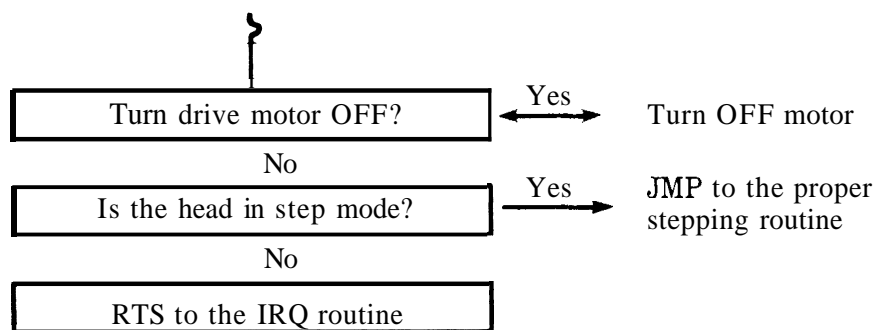 Turn drive motor OFF?
Yes
Turn OFF motor
No
Is the head in step mode?
Yes
JMP to the proper
stepping routine
No
RTS to the IRQ routine